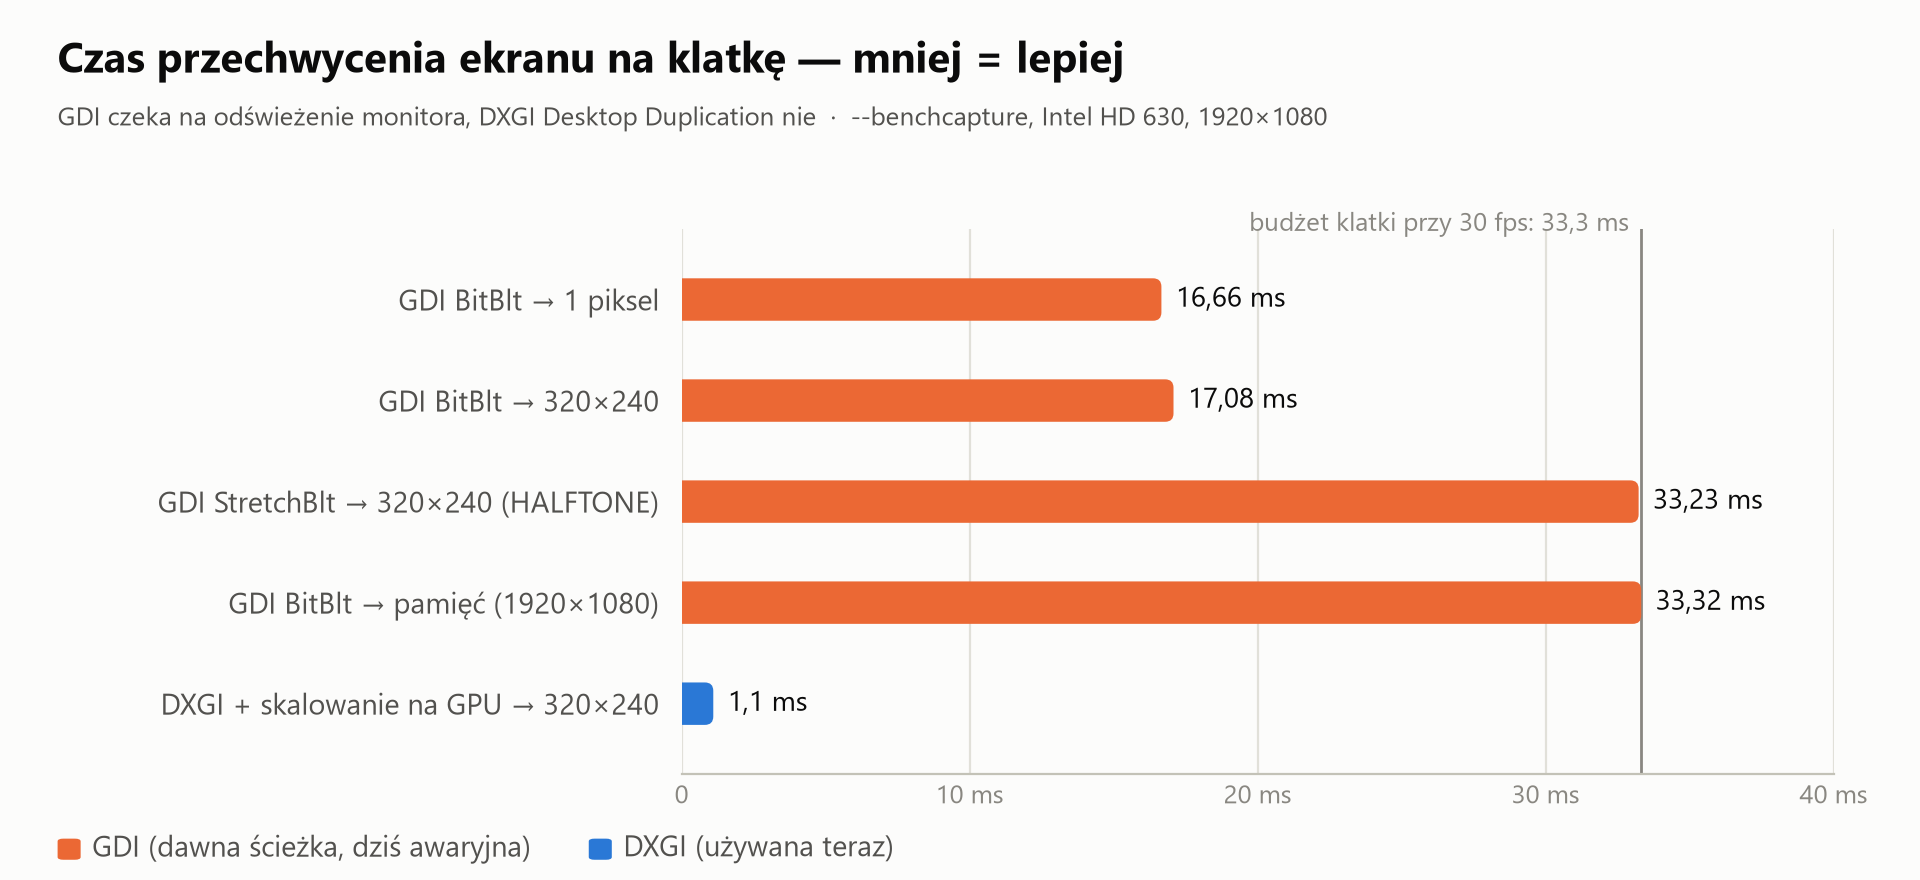 Czas przechwycenia ekranu na klatkę — mniej = lepiej
GDI czeka na odświeżenie monitora, DXGI Desktop Duplication nie · --benchcapture, Intel HD 630, 1920×1080
budżet klatki przy 30 fps: 33,3 ms
GDI BitBlt → 1 piksel 16,66 ms
GDI BitBlt → 320×240 17,08 ms
GDI StretchBlt → 320×240 (HALFTONE) 33,23 ms
GDI BitBlt → pamięć (1920×1080) 33,32 ms
DXGI + skalowanie na GPU → 320×240 1,1 ms
0 10 ms 20 ms 30 ms 40 ms
GDI (dawna ścieżka, dziś awaryjna) DXGI (używana teraz)